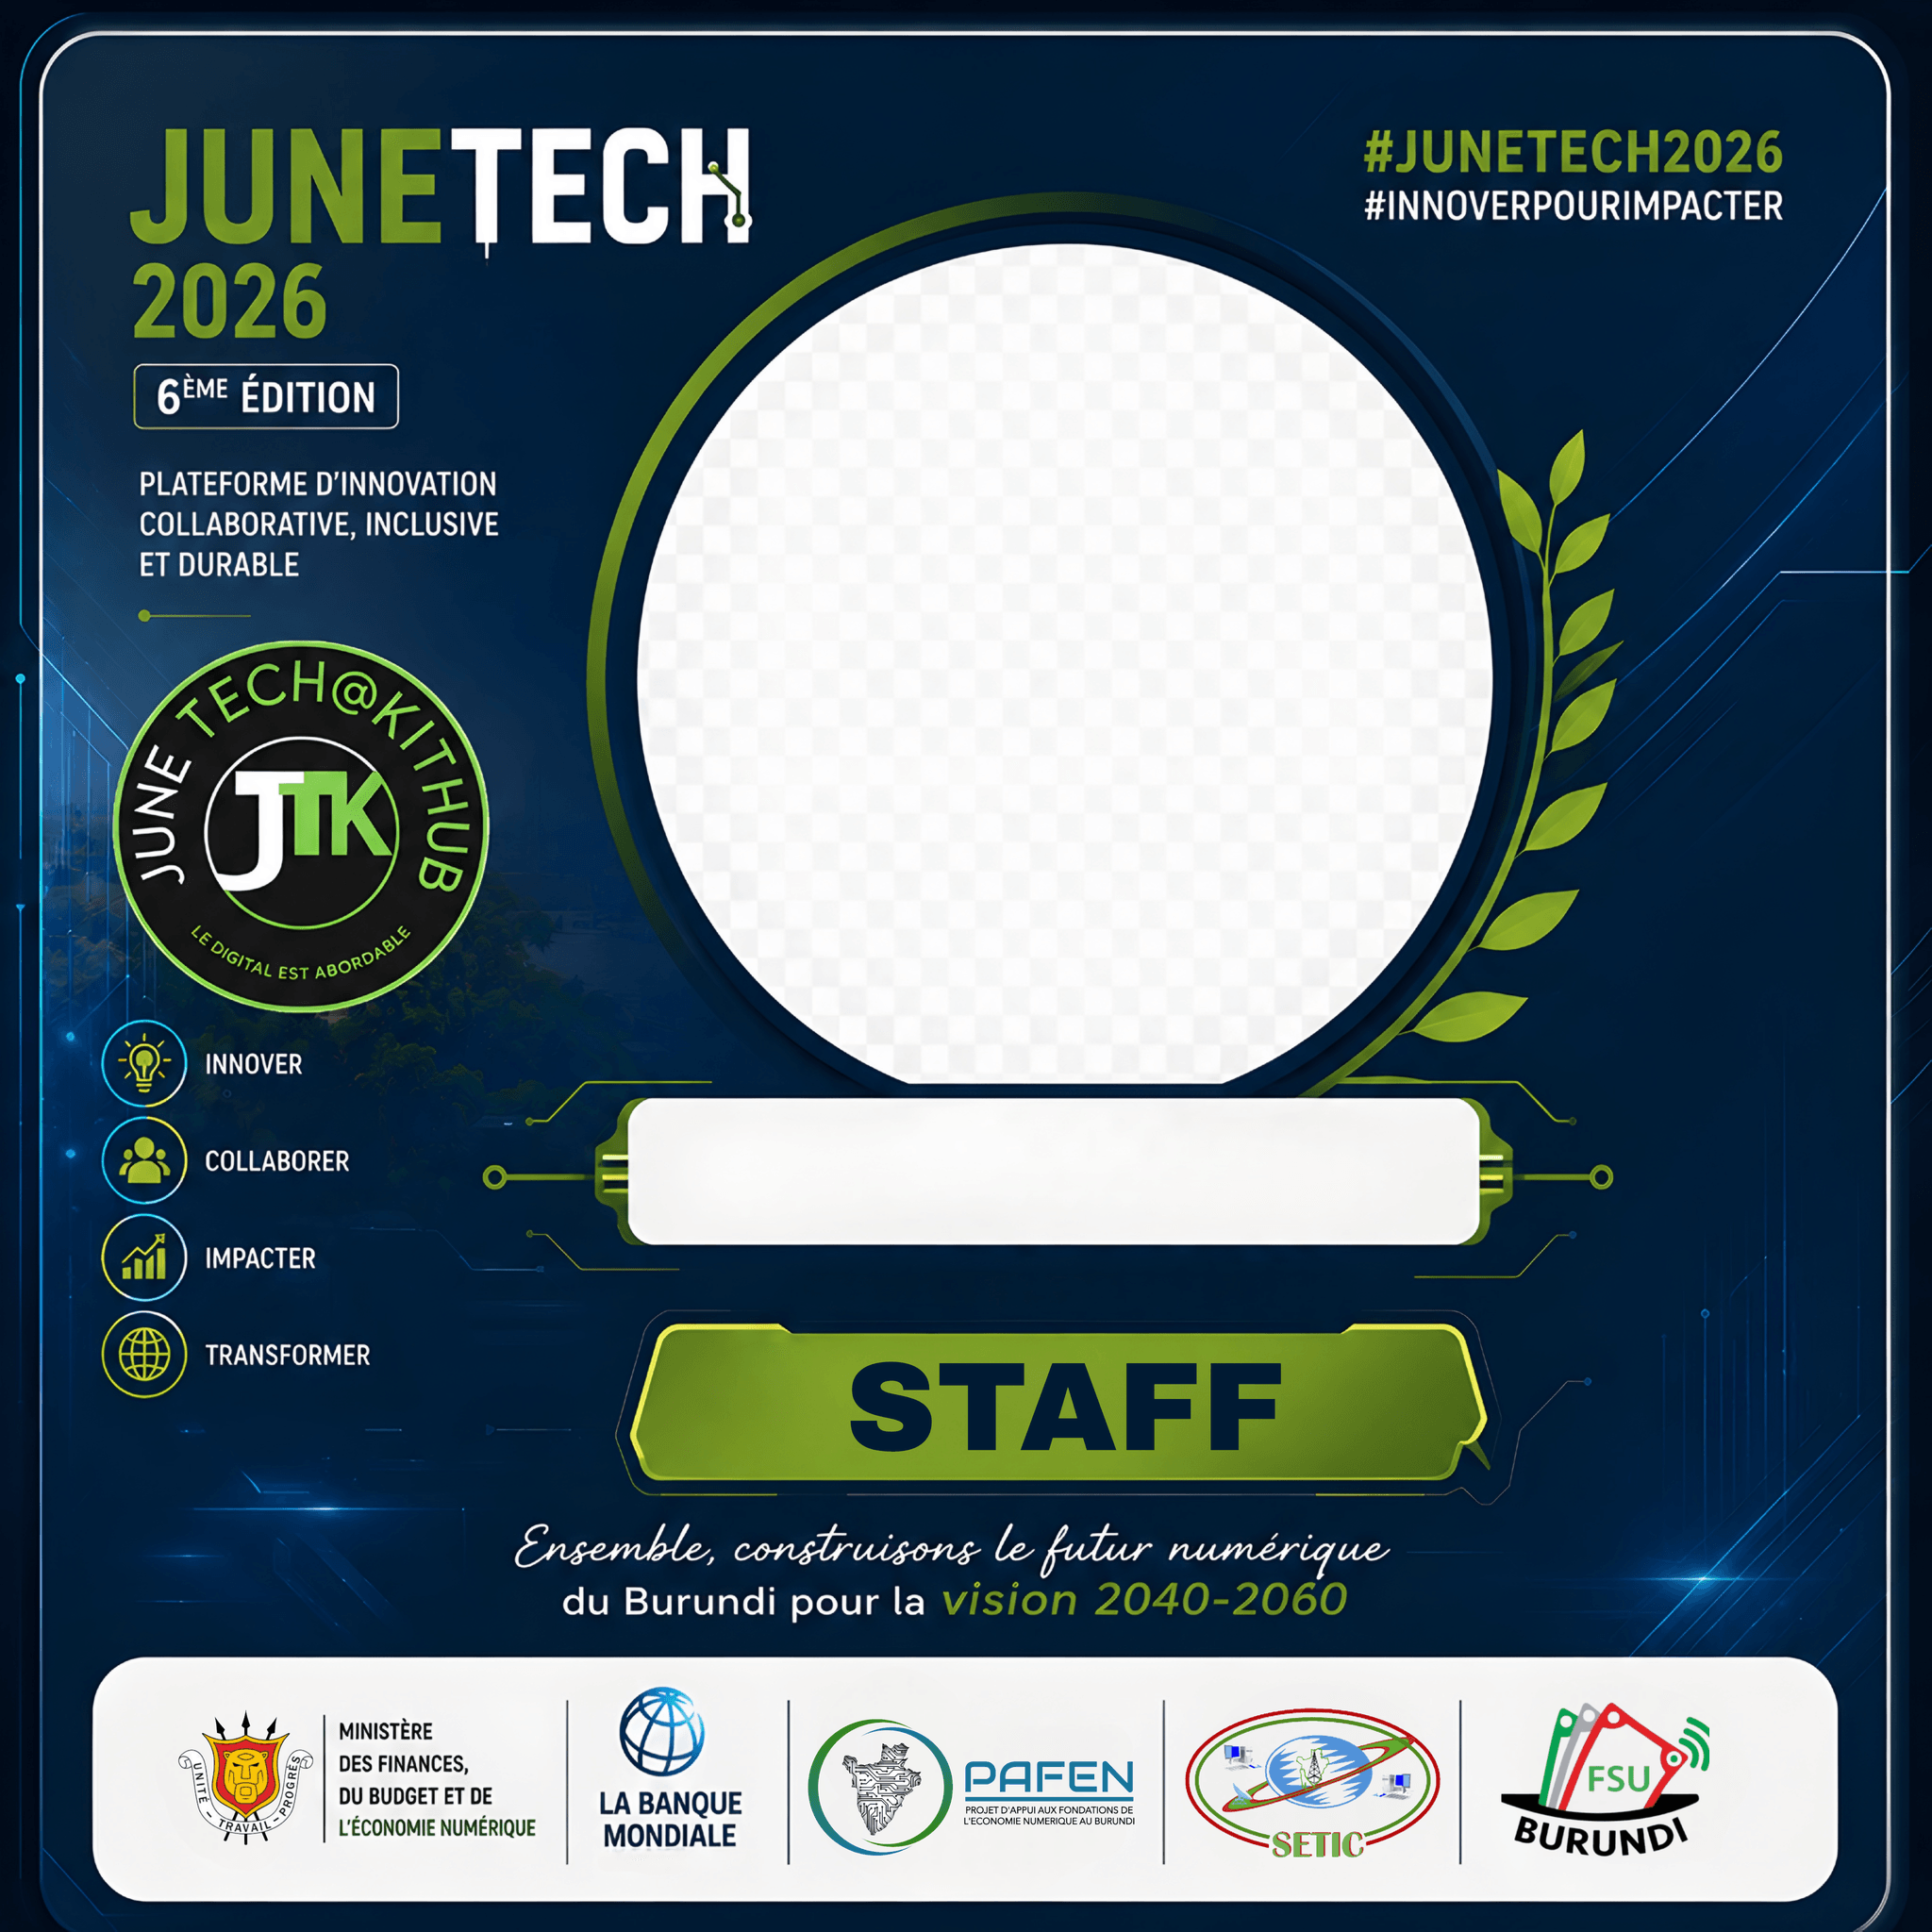 JUNETECH
2026
6ÈME ÉDITION
PLATEFORME D'INNOVATION
COLLABORATIVE, INCLUSIVE
ET DURABLE
#JUNETECH2026
#INNOVERPOURIMPACTER
JUNE TECH@KITHUB
JTK
LE DIGITAL EST ABORDABLE
INNOVER
COLLABORER
IMPACTER
TRANSFORMER
STAFF
Ensemble, construisons le futur numérique
du Burundi pour la vision 2040-2060
UNITÉ - TRAVAIL - PROGRÈS
MINISTÈRE
DES FINANCES,
DU BUDGET ET DE
L'ÉCONOMIE NUMÉRIQUE
LA BANQUE
MONDIALE
PAFEN
PROJET D'APPUI AUX FONDATIONS DE
L'ECONOMIE NUMERIQUE AU BURUNDI
SETIC
FSU
BURUNDI